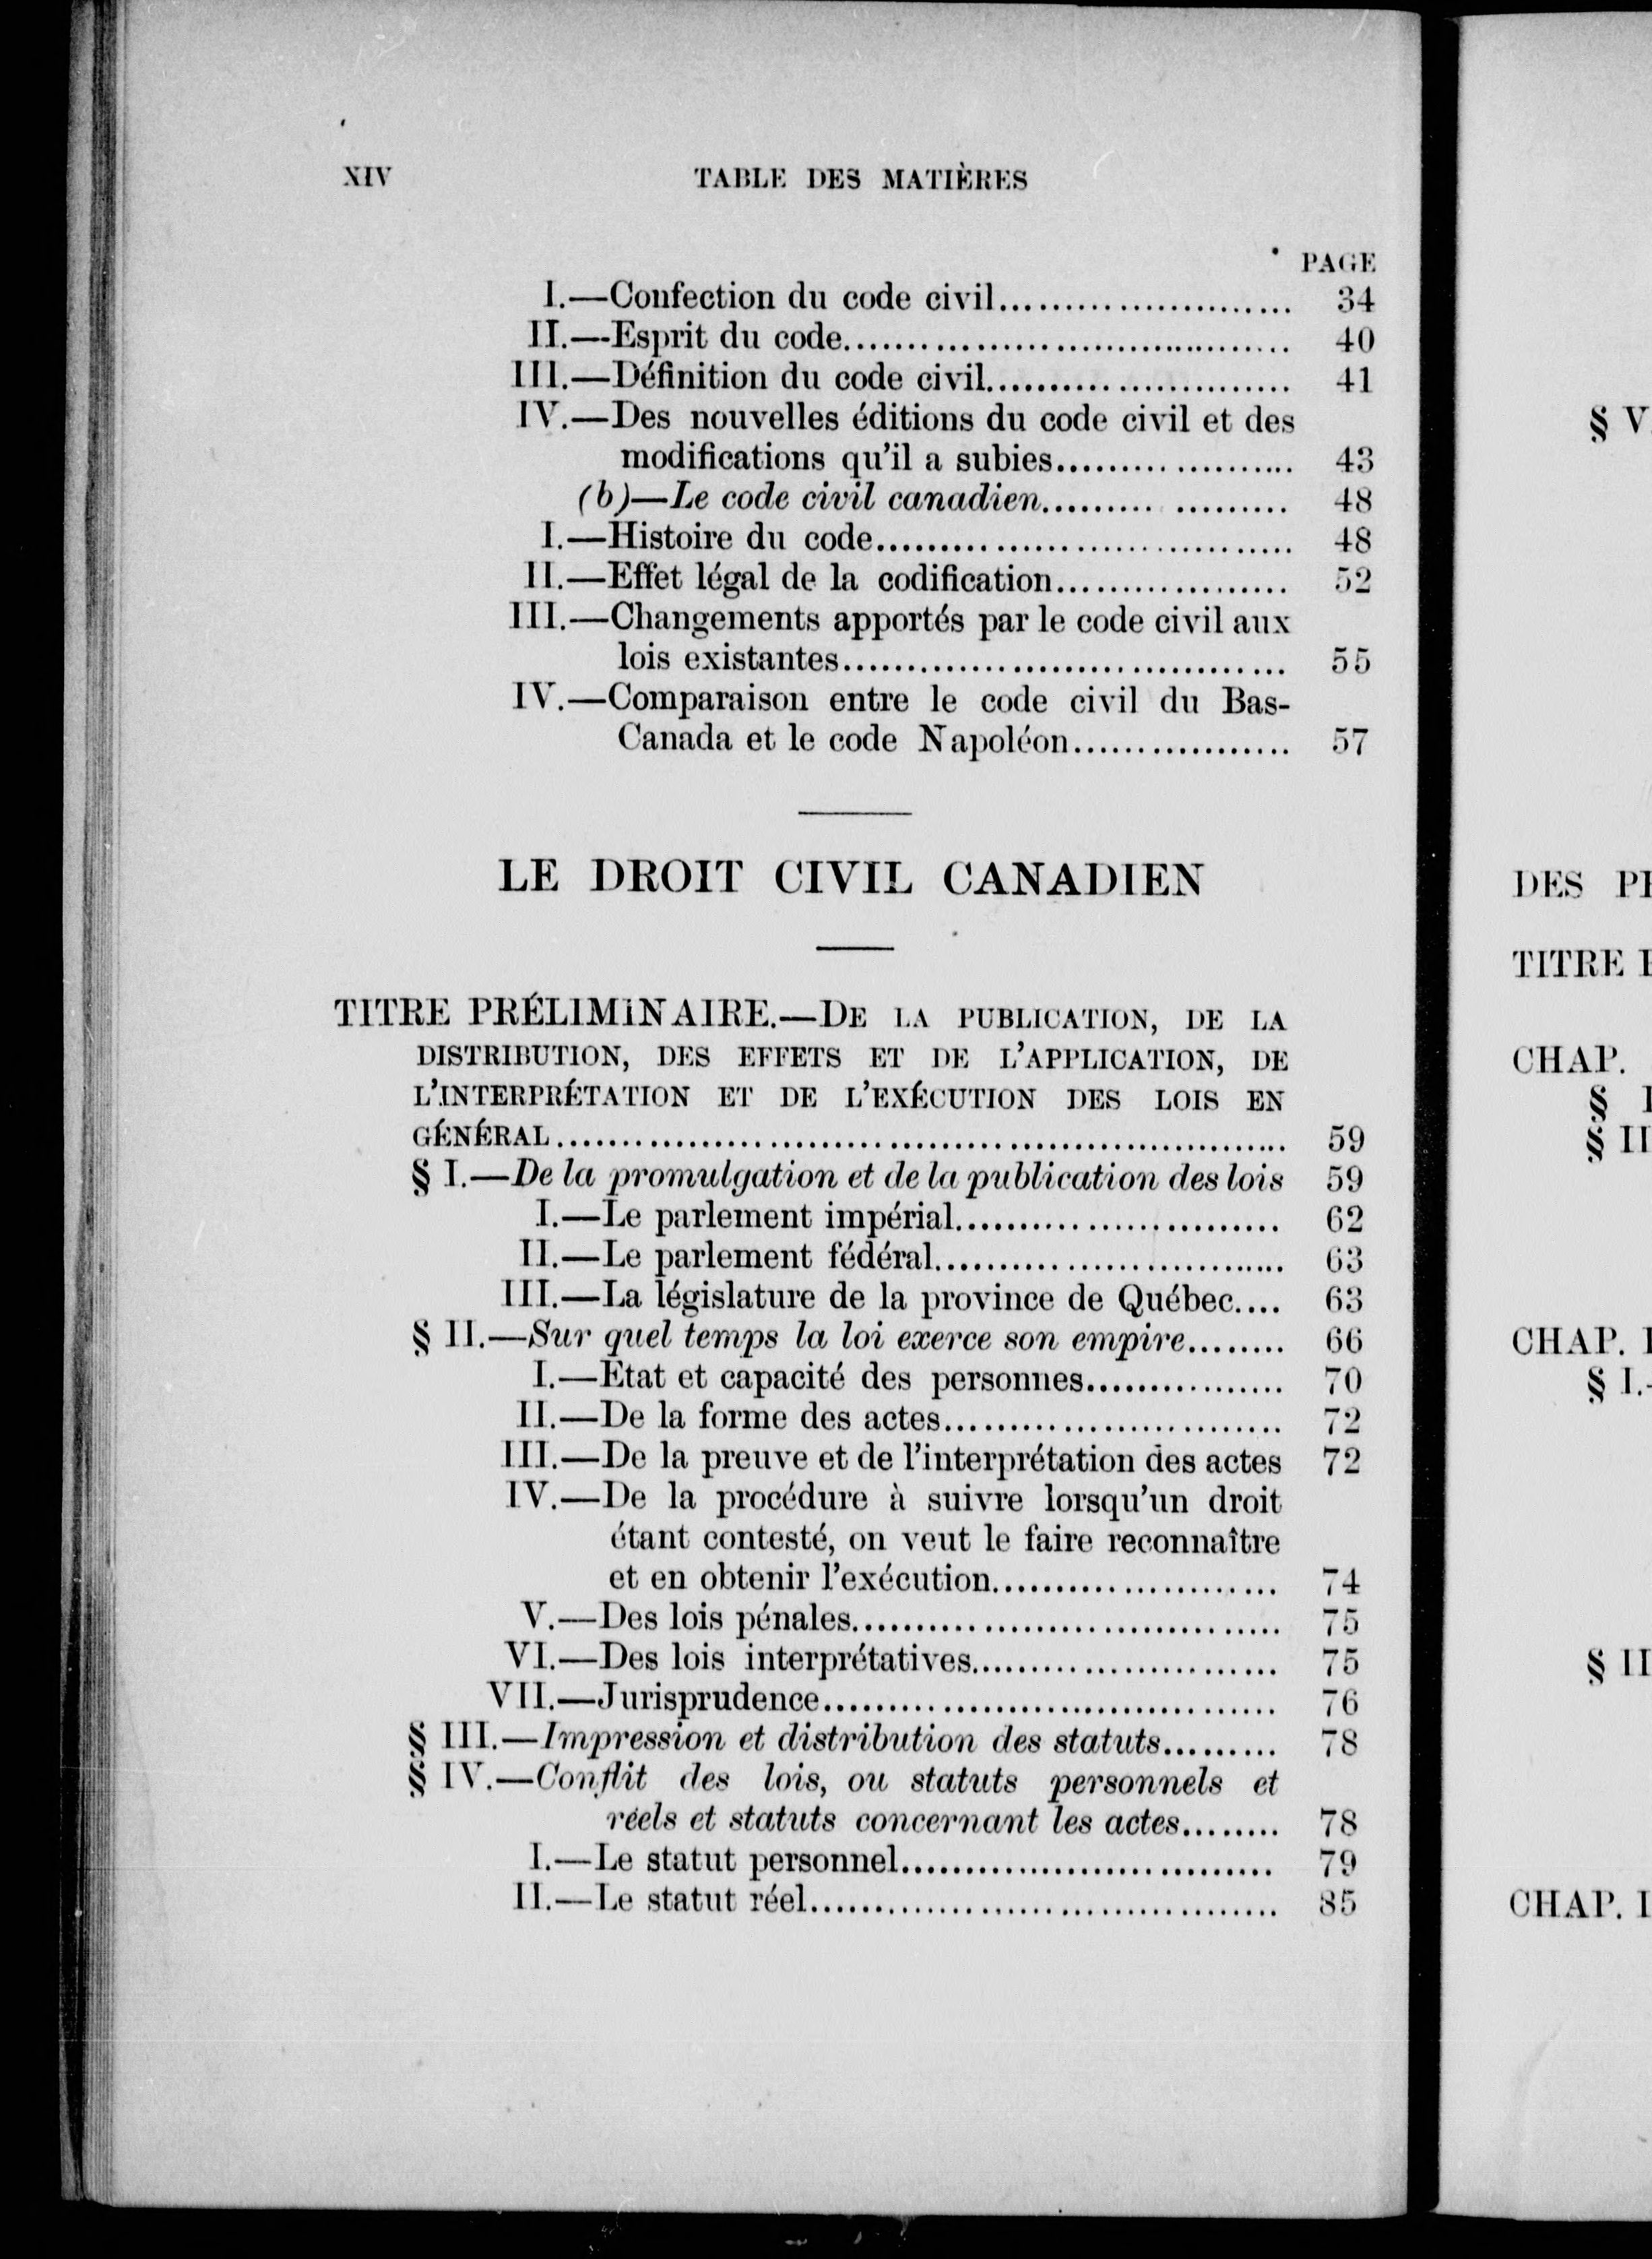 XIV TABLE DES MATIÈRES
PAGE
I.—Confection du code civil........................ 34
II.—Esprit du code.................................... 40
III.—Définition du code civil........................ 41
IV.—Des nouvelles éditions du code civil et des
modifications qu'il a subies................... 43
(b)—Le code civil canadien.................. 48
I.—Histoire du code.................................. 48
II.—Effet légal de la codification.................. 52
III.—Changements apportés par le code civil aux
lois existantes................................... 55
IV.—Comparaison entre le code civil du Bas-
Canada et le code Napoléon................. 57
LE DROIT CIVIL CANADIEN
TITRE PRÉLIMINAIRE.—DE LA PUBLICATION, DE LA
DISTRIBUTION, DES EFFETS ET DE L'APPLICATION, DE
L'INTERPRÉTATION ET DE L'EXÉCUTION DES LOIS EN
GÉNÉRAL........................................................ 59
§ I.—De la promulgation et de la publication des lois 59
I.—Le parlement impérial......................... 62
II.—Le parlement fédéral........................... 63
III.—La législature de la province de Québec.... 63
§ II.—Sur quel temps la loi exerce son empire........ 66
I.—Etat et capacité des personnes................ 70
II.—De la forme des actes.......................... 72
III.—De la preuve et de l'interprétation des actes 72
IV.—De la procédure à suivre lorsqu'un droit
étant contesté, on veut le faire reconnaître
et en obtenir l'exécution...................... 74
V.—Des lois pénales.................................. 75
VI.—Des lois interprétatives........................ 75
VII.—Jurisprudence.................................... 76
§ III.—Impression et distribution des statuts......... 78
§ IV.—Conflit des lois, ou statuts personnels et
réels et statuts concernant les actes........ 78
I.—Le statut personnel............................. 79
II.—Le statut réel..................................... 85
§ V
DES
TITRE
CHAP.
§
§ II
CHAP.
§ I.-
§ II
CHAP.